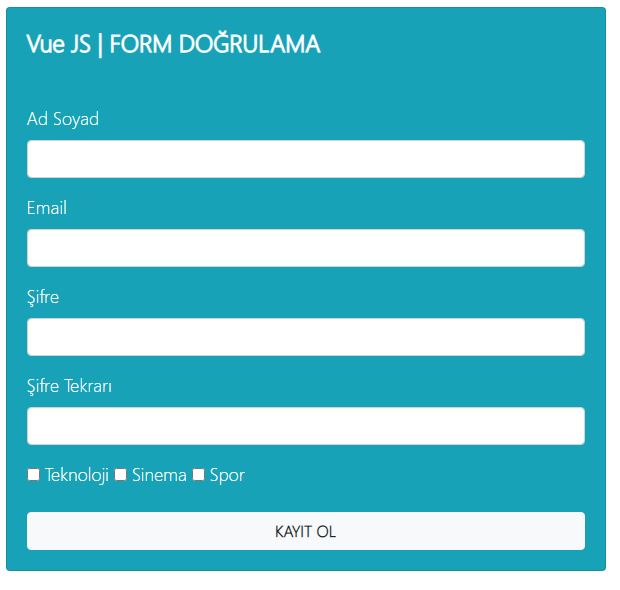 Vue JS | FORM DOĞRULAMA
Ad Soyad
Email
Şifre
Şifre Tekrarı
Teknoloji Sinema Spor
KAYIT OL